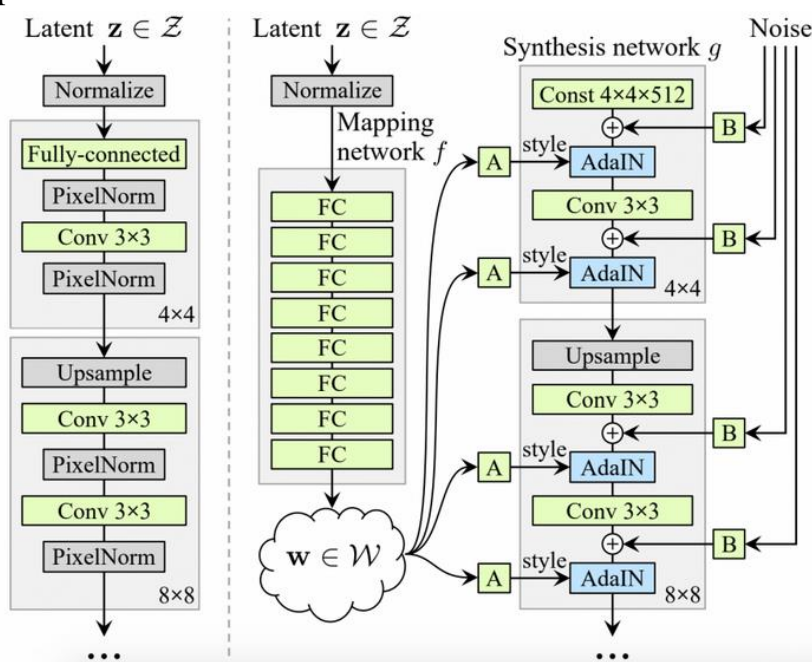 Latent z ∈ Z
Normalize
Fully-connected
PixelNorm
Conv 3×3
PixelNorm
4×4
Upsample
Conv 3×3
PixelNorm
Conv 3×3
PixelNorm
8×8
...
Latent z ∈ Z
Normalize
Mapping
network f
FC
FC
FC
FC
FC
FC
FC
FC
w ∈ W
Synthesis network g
Noise
Const 4×4×512
+
B
A
style
AdaIN
Conv 3×3
+
B
A
style
AdaIN
4×4
Upsample
Conv 3×3
+
B
A
style
AdaIN
Conv 3×3
+
B
A
style
AdaIN
8×8
...